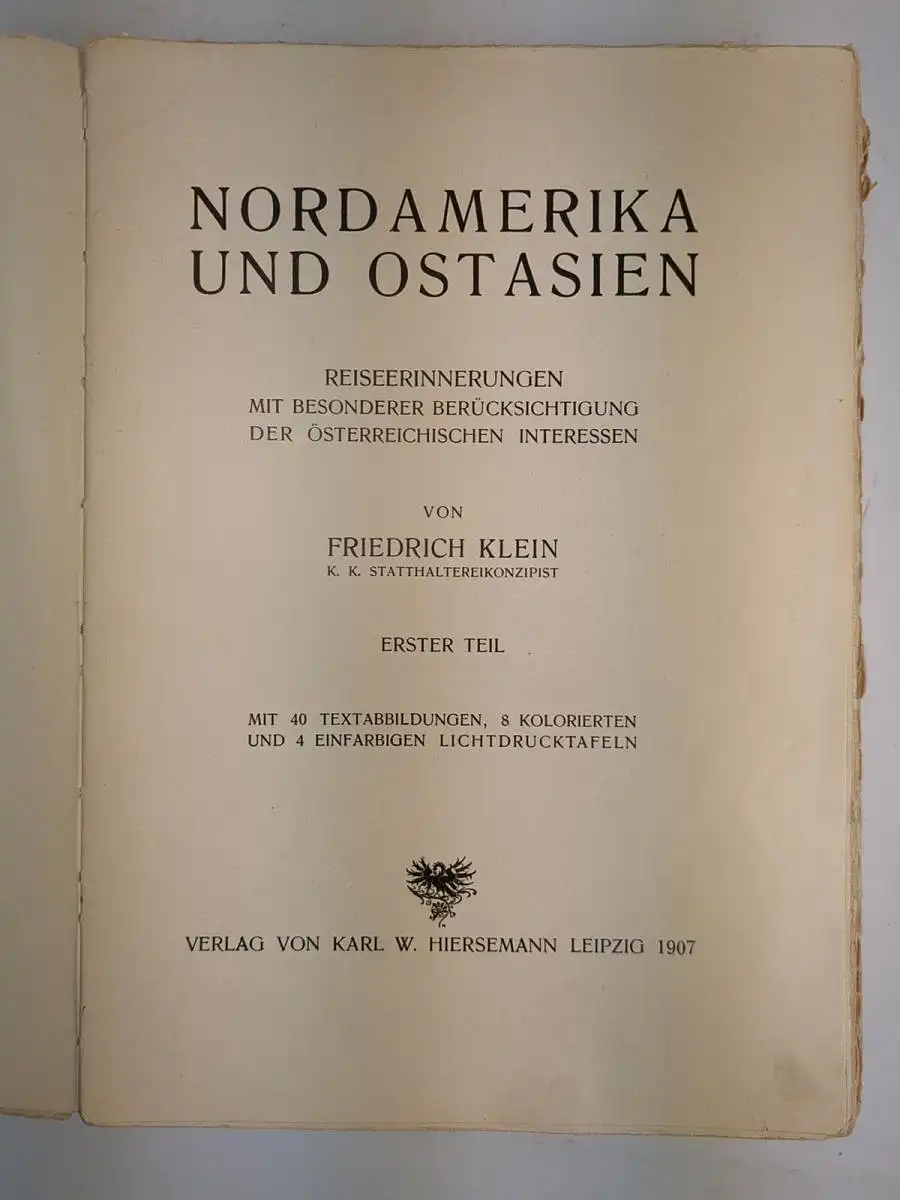 NORDAMERIKA
UND OSTASIEN
REISEERINNERUNGEN
MIT BESONDERER BERÜCKSICHTIGUNG
DER ÖSTERREICHISCHEN INTERESSEN
VON
FRIEDRICH KLEIN
K. K. STATTHALTEREIKONZIPIST
ERSTER TEIL
MIT 40 TEXTABBILDUNGEN, 8 KOLORIERTEN
UND 4 EINFARBIGEN LICHTDRUCKTAFELN
VERLAG VON KARL W. HIERSEMANN LEIPZIG 1907